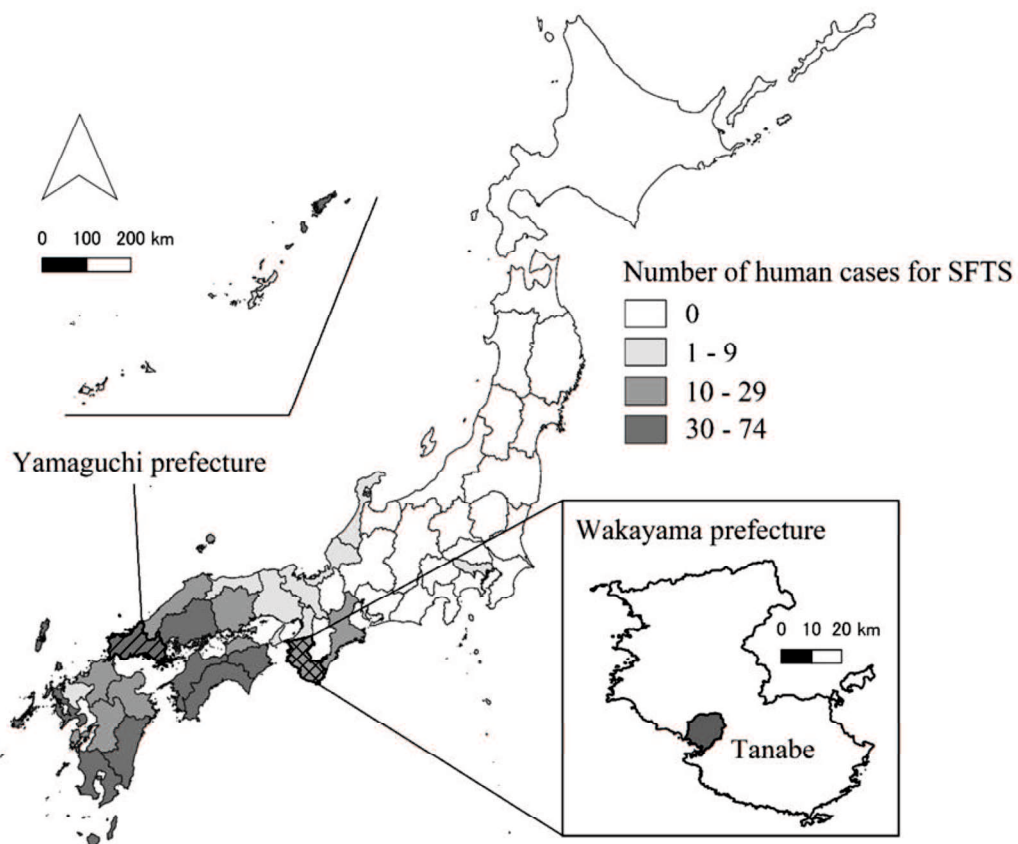 0 100 200 km
Number of human cases for SFTS
0
1 - 9
10 - 29
30 - 74
Yamaguchi prefecture
Wakayama prefecture
0 10 20 km
Tanabe